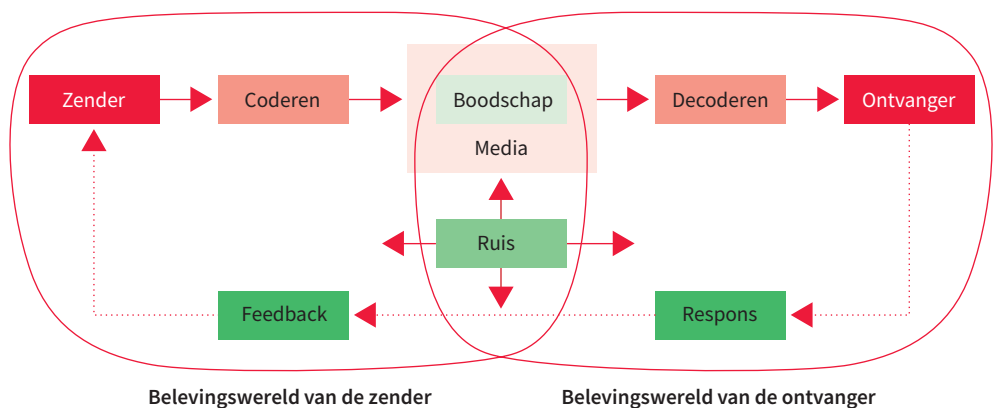 Zender
Coderen
Boodschap
Decoderen
Ontvanger
Media
Ruis
Feedback
Respons
Belevingswereld van de zender
Belevingswereld van de ontvanger